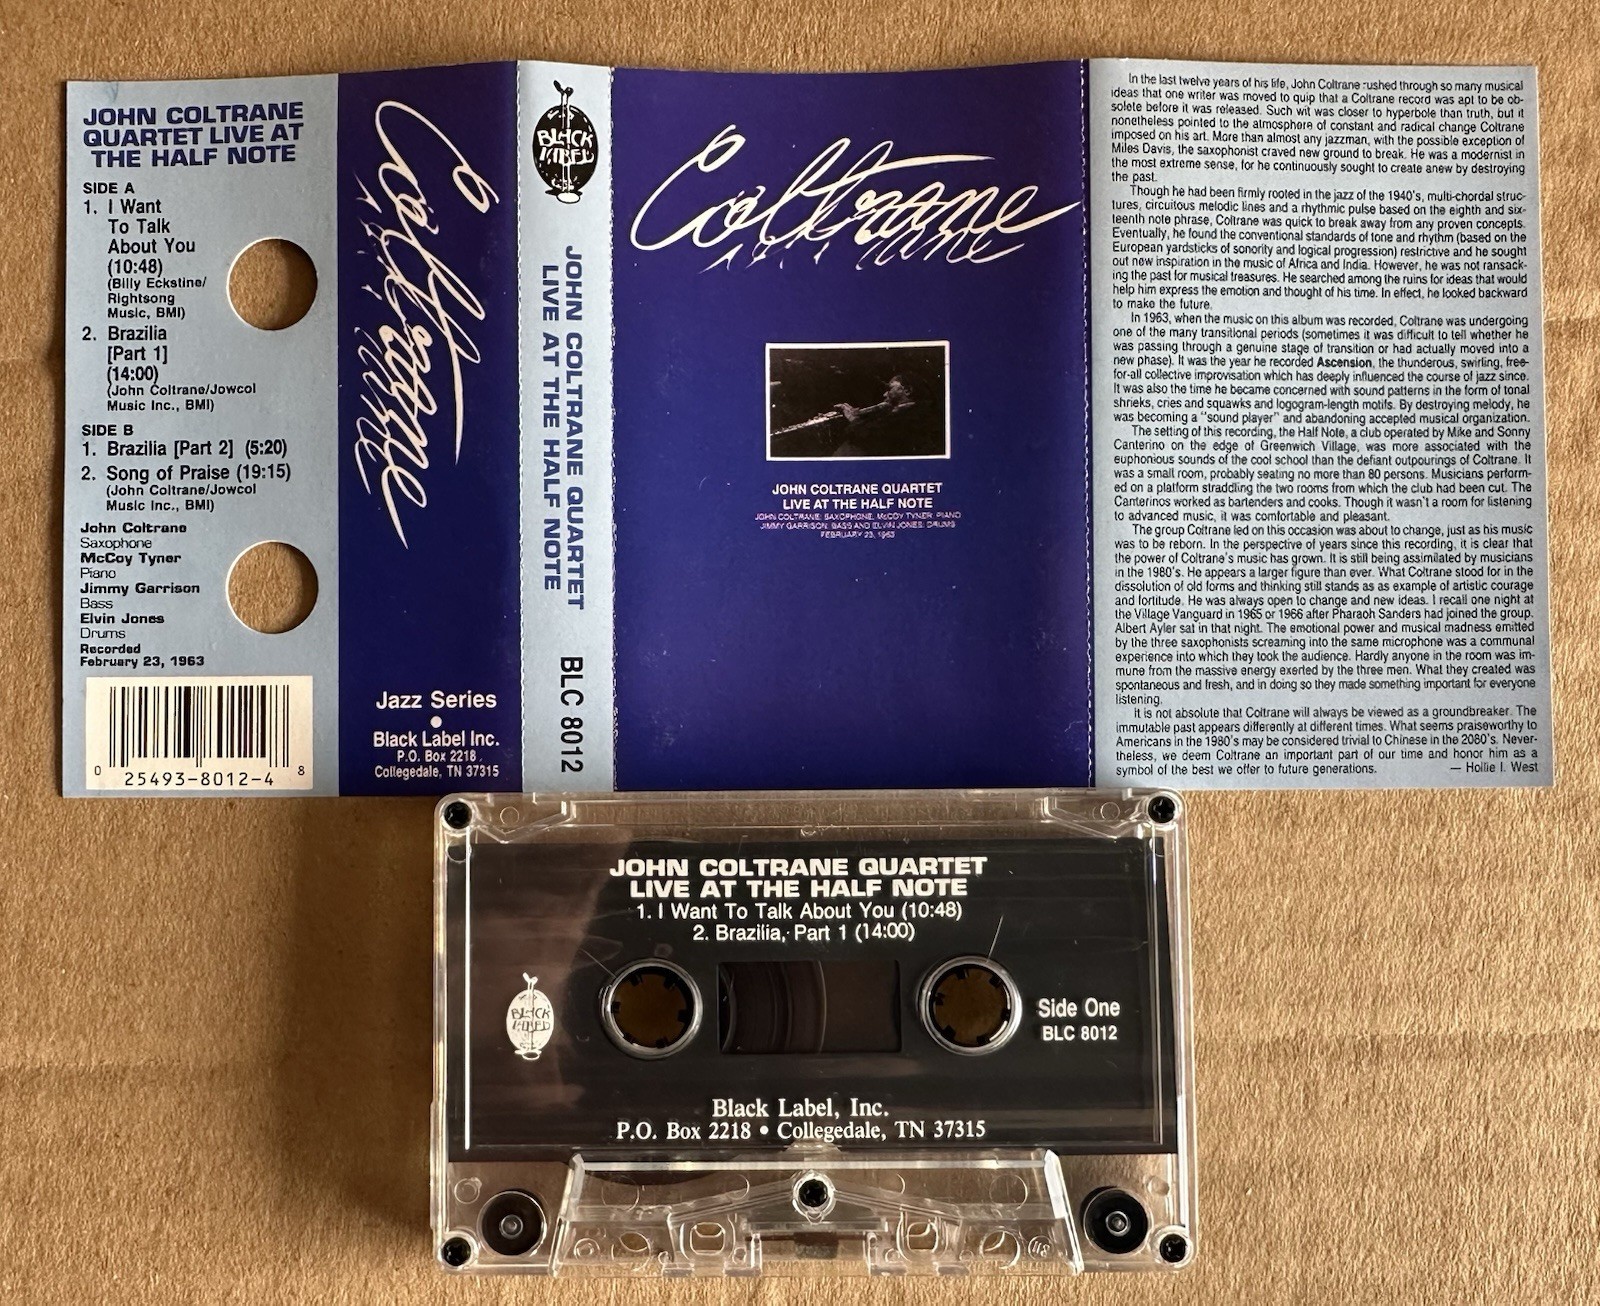 JOHN COLTRANE
QUARTET LIVE AT
THE HALF NOTE
SIDE A
1. I Want
To Talk
About You
(10:48)
(Billy Eckstine/
Rightsong
Music, BMI)
2. Brazilia
[Part 1]
(14:00)
(John Coltrane/Jowcol
Music Inc., BMI)
SIDE B
1. Brazilia [Part 2] (5:20)
2. Song of Praise (19:15)
(John Coltrane/Jowcol
Music Inc., BMI)
John Coltrane
Saxophone
McCoy Tyner
Piano
Jimmy Garrison
Bass
Elvin Jones
Drums
Recorded
February 23, 1963
0 25493-8012-4 8
Coltrane
Jazz Series
•
Black Label Inc.
P.O. Box 2218
Collegedale, TN 37315
BLACK
LABEL
JOHN COLTRANE QUARTET
LIVE AT THE HALF NOTE
BLC 8012
Coltrane
JOHN COLTRANE QUARTET
LIVE AT THE HALF NOTE
JOHN COLTRANE: SAXOPHONE, McCOY TYNER: PIANO
JIMMY GARRISON: BASS AND ELVIN JONES: DRUMS
FEBRUARY 23, 1963
In the last twelve years of his life, John Coltrane rushed through so many musical
ideas that one writer was moved to quip that a Coltrane record was apt to be ob-
solete before it was released. Such wit was closer to hyperbole than truth, but it
nonetheless pointed to the atmosphere of constant and radical change Coltrane
imposed on his art. More than almost any jazzman, with the possible exception of
Miles Davis, the saxophonist craved new ground to break. He was a modernist in
the most extreme sense, for he continuously sought to create anew by destroying
the past.
Though he had been firmly rooted in the jazz of the 1940's, multi-chordal struc-
tures, circuitous melodic lines and a rhythmic pulse based on the eighth and six-
teenth note phrase, Coltrane was quick to break away from any proven concepts.
Eventually, he found the conventional standards of tone and rhythm (based on the
European yardsticks of sonority and logical progression) restrictive and he sought
out new inspiration in the music of Africa and India. However, he was not ransack-
ing the past for musical treasures. He searched among the ruins for ideas that would
help him express the emotion and thought of his time. In effect, he looked backward
to make the future.
In 1963, when the music on this album was recorded, Coltrane was undergoing
one of the many transitional periods (sometimes it was difficult to tell whether he
was passing through a genuine stage of transition or had actually moved into a
new phase). It was the year he recorded Ascension, the thunderous, swirling, free-
for-all collective improvisation which has deeply influenced the course of jazz since.
It was also the time he became concerned with sound patterns in the form of tonal
shrieks, cries and squawks and logogram-length motifs. By destroying melody, he
was becoming a "sound player" and abandoning accepted musical organization.
The setting of this recording, the Half Note, a club operated by Mike and Sonny
Canterino on the edge of Greenwich Village, was more associated with the
euphonious sounds of the cool school than the defiant outpourings of Coltrane. It
was a small room, probably seating no more than 80 persons. Musicians perform-
ed on a platform straddling the two rooms from which the club had been cut. The
Canterinos worked as bartenders and cooks. Though it wasn't a room for listening
to advanced music, it was comfortable and pleasant.
The group Coltrane led on this occasion was about to change, just as his music
was to be reborn. In the perspective of years since this recording, it is clear that
the power of Coltrane's music has grown. It is still being assimilated by musicians
in the 1980's. He appears a larger figure than ever. What Coltrane stood for in the
dissolution of old forms and thinking still stands as as example of artistic courage
and fortitude. He was always open to change and new ideas. I recall one night at
the Village Vanguard in 1965 or 1966 after Pharaoh Sanders had joined the group.
Albert Ayler sat in that night. The emotional power and musical madness emitted
by the three saxophonists screaming into the same microphone was a communal
experience into which they took the audience. Hardly anyone in the room was im-
mune from the massive energy exerted by the three men. What they created was
spontaneous and fresh, and in doing so they made something important for everyone
listening.
It is not absolute that Coltrane will always be viewed as a groundbreaker. The
immutable past appears differently at different times. What seems praiseworthy to
Americans in the 1980's may be considered trivial to Chinese in the 2080's. Never-
theless, we deem Coltrane an important part of our time and honor him as a
symbol of the best we offer to future generations. — Hollie I. West
JOHN COLTRANE QUARTET
LIVE AT THE HALF NOTE
1. I Want To Talk About You (10:48)
2. Brazilia, Part 1 (14:00)
BLACK
LABEL
Side One
BLC 8012
Black Label, Inc.
P.O. Box 2218 • Collegedale, TN 37315